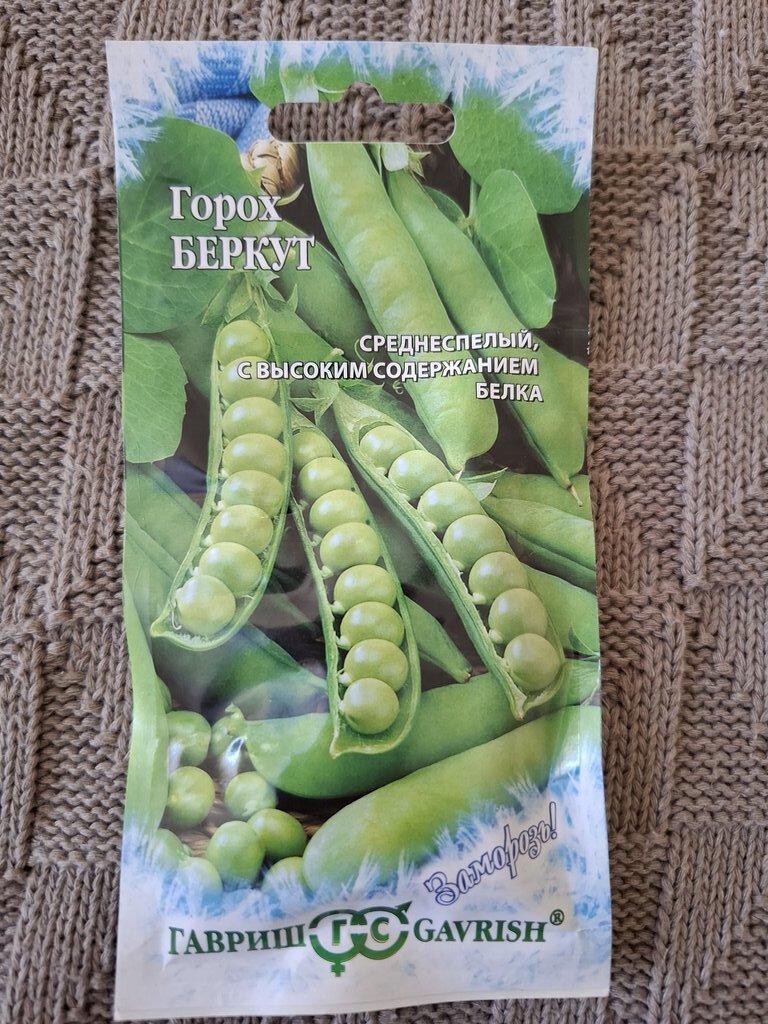 Горох
БЕРКУТ
СРЕДНЕСПЕЛЫЙ,
С ВЫСОКИМ СОДЕРЖАНИЕМ
БЕЛКА
Заморозь!
ГАВРИШ ГС GAVRISH®